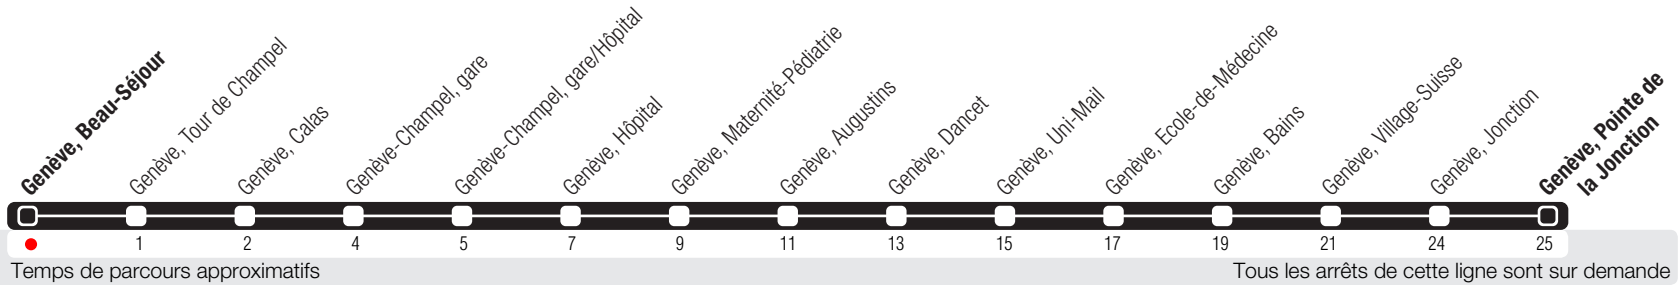 Genève, Beau-Séjour
Genève, Tour de Champel
Genève, Calas
Genève-Champel, gare
Genève-Champel, gare/Hôpital
Genève, Hôpital
Genève, Maternité-Pédiatrie
Genève, Augustins
Genève, Dancet
Genève, Uni-Mail
Genève, Ecole-de-Médecine
Genève, Bains
Genève, Village-Suisse
Genève, Jonction
Genève, Pointe de
la Jonction
1 2 4 5 7 9 11 13 15 17 19 21 24 25
Temps de parcours approximatifs
Tous les arrêts de cette ligne sont sur demande